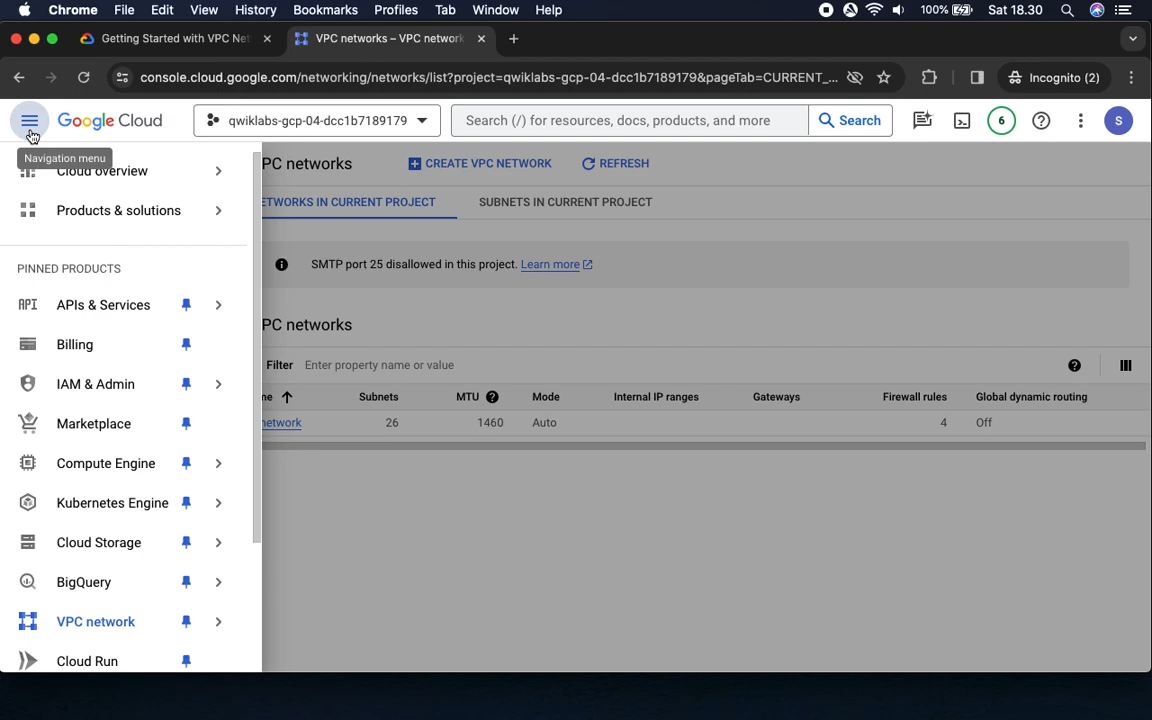 Chrome File Edit View History Bookmarks Profiles Tab Window Help 100% Sat 18.30
Getting Started with VPC Net VPC networks – VPC network
console.cloud.google.com/networking/networks/list?project=qwiklabs-gcp-04-dcc1b7189179&pageTab=CURRENT_... Incognito (2)
Google Cloud qwiklabs-gcp-04-dcc1b7189179 Search (/) for resources, docs, products, and more Search 6 S
Navigation menu
Cloud overview PC networks CREATE VPC NETWORK REFRESH
Products & solutions ETWORKS IN CURRENT PROJECT SUBNETS IN CURRENT PROJECT
PINNED PRODUCTS SMTP port 25 disallowed in this project. Learn more
API APIs & Services PC networks
Billing
Filter Enter property name or value
IAM & Admin
me Subnets MTU Mode Internal IP ranges Gateways Firewall rules Global dynamic routing
Marketplace network 26 1460 Auto 4 Off
Compute Engine
Kubernetes Engine
Cloud Storage
BigQuery
VPC network
Cloud Run